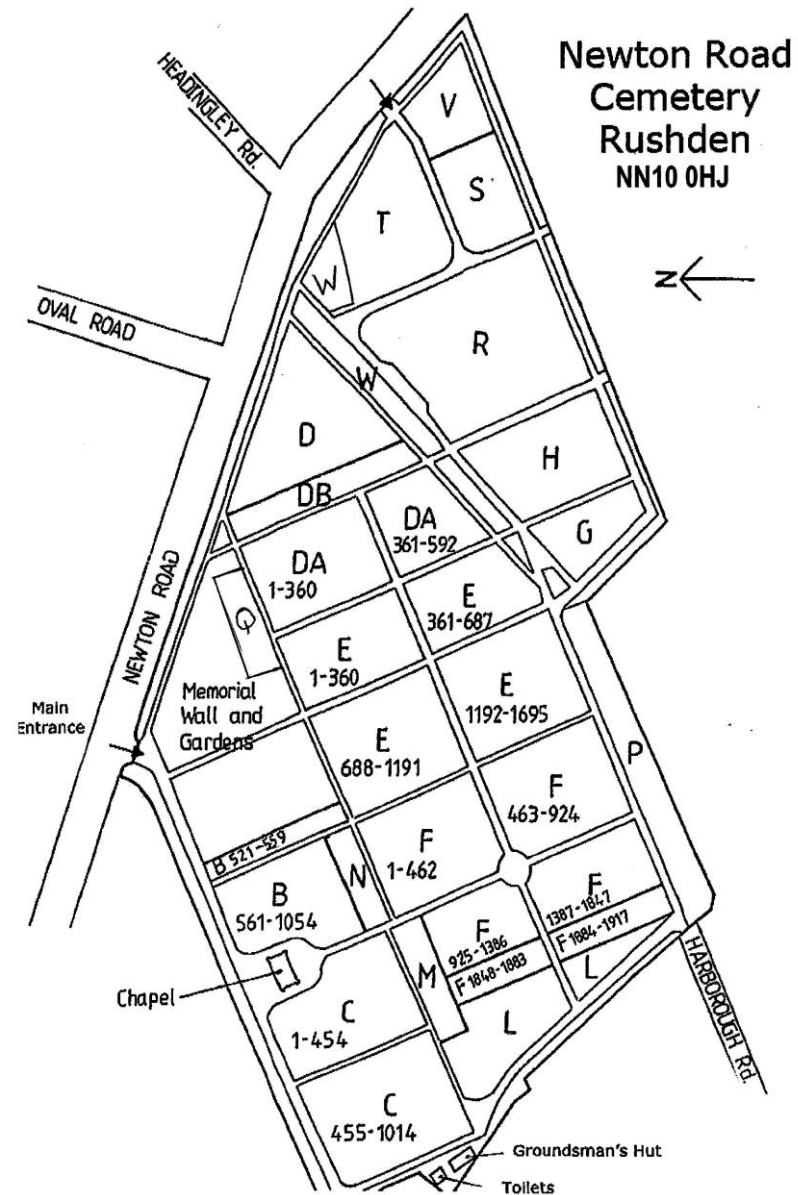 Newton Road
Cemetery
Rushden
NN10 0HJ
HEADINGLEY Rd.
V
S
T
W
N
OVAL ROAD
R
W
D
H
DB
DA
361-592
G
DA
1-360
NEWTON ROAD
Q
E
361-687
E
1-360
Main
Entrance
Memorial
Wall and
Gardens
E
1192-1695
E
688-1191
P
F
463-924
B 521-559
F
1-462
N
B
561-1054
F
1387-1847
F 1884-1917
F
925-1386
F 1848-1883
M
L
HARBOROUGH Rd.
Chapel
C
1-454
L
C
455-1014
Groundsman's Hut
Toilets